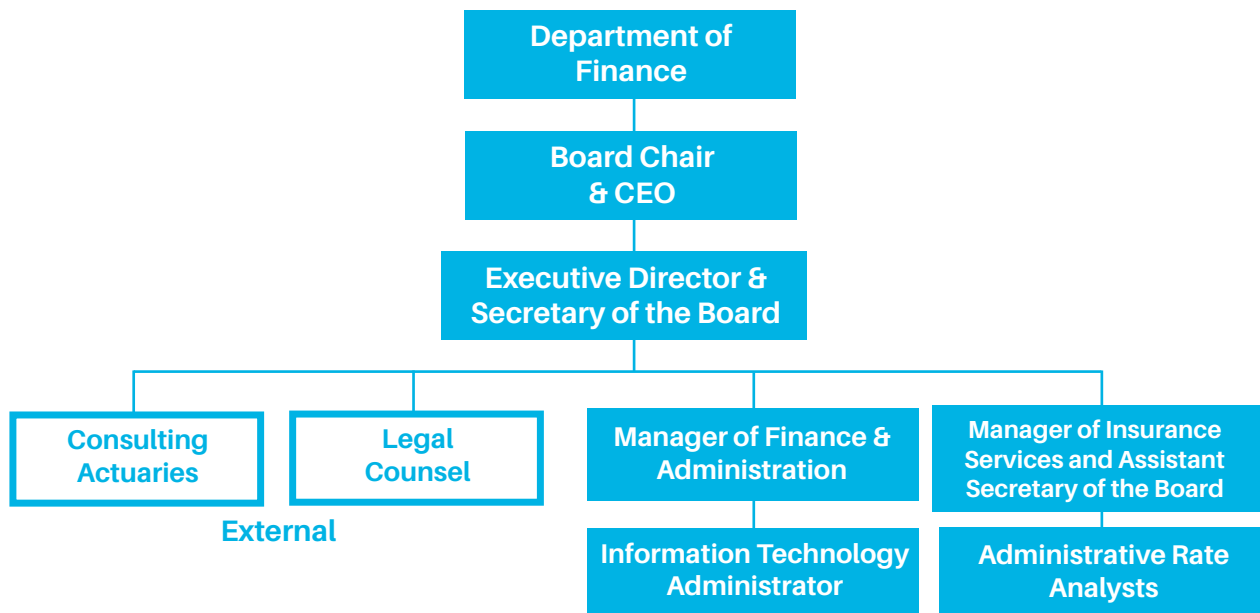 Department of
Finance
Board Chair
& CEO
Executive Director &
Secretary of the Board
Consulting
Actuaries
Legal
Counsel
External
Manager of Finance &
Administration
Manager of Insurance
Services and Assistant
Secretary of the Board
Information Technology
Administrator
Administrative Rate
Analysts